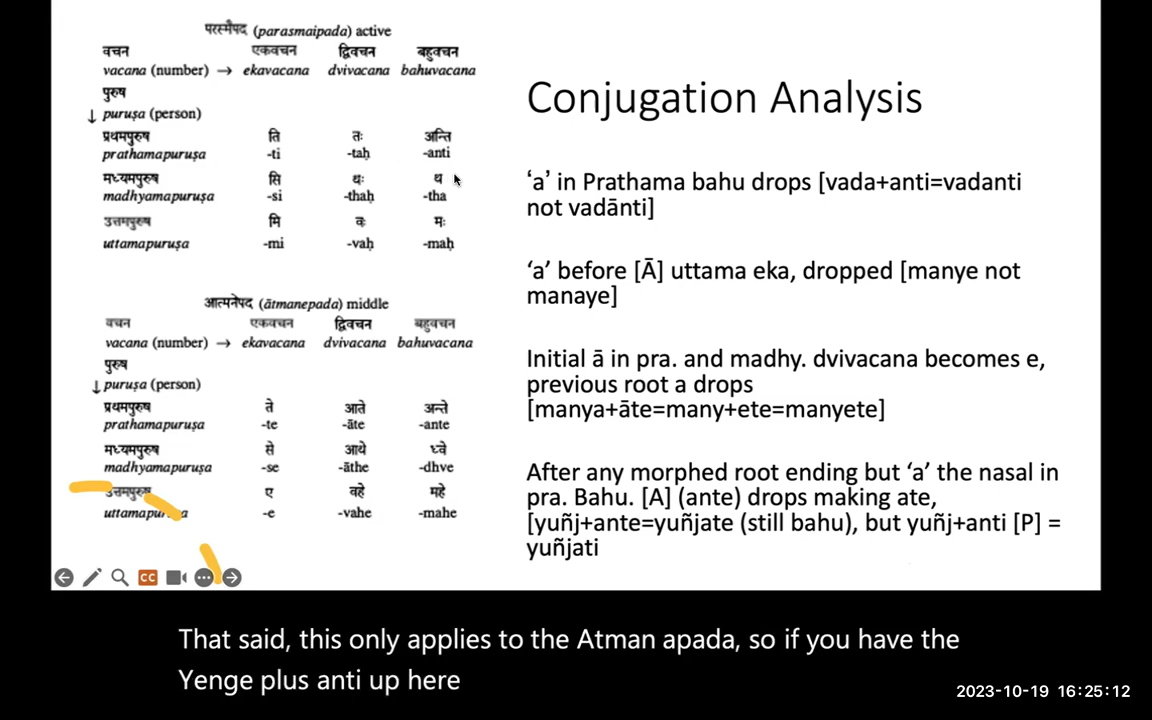 परस्मैपद (parasmaipada) active
वचन एकवचन द्विवचन बहुवचन
vacana (number) → ekavacana dvivacana bahuvacana
पुरुष
↓ puruṣa (person)
प्रथमपुरुष ति तः अन्ति
prathamapuruṣa -ti -taḥ -anti
मध्यमपुरुष सि थः थ
madhyamapuruṣa -si -thaḥ -tha
उत्तमपुरुष मि वः मः
uttamapuruṣa -mi -vaḥ -maḥ
आत्मनेपद (ātmanepada) middle
वचन एकवचन द्विवचन बहुवचन
vacana (number) → ekavacana dvivacana bahuvacana
पुरुष
↓ puruṣa (person)
प्रथमपुरुष ते आते अन्ते
prathamapuruṣa -te -āte -ante
मध्यमपुरुष से आथे ध्वे
madhyamapuruṣa -se -āthe -dhve
उत्तमपुरुष ए वहे महे
uttamapuruṣa -e -vahe -mahe
Conjugation Analysis
‘a’ in Prathama bahu drops [vada+anti=vadanti
not vadānti]
‘a’ before [Ā] uttama eka, dropped [manye not
manaye]
Initial ā in pra. and madhy. dvivacana becomes e,
previous root a drops
[manya+āte=many+ete=manyete]
After any morphed root ending but ‘a’ the nasal in
pra. Bahu. [A] (ante) drops making ate,
[yuñj+ante=yuñjate (still bahu), but yuñj+anti [P] =
yuñjati
CC
That said, this only applies to the Atman apada, so if you have the
Yenge plus anti up here
2023-10-19 16:25:12